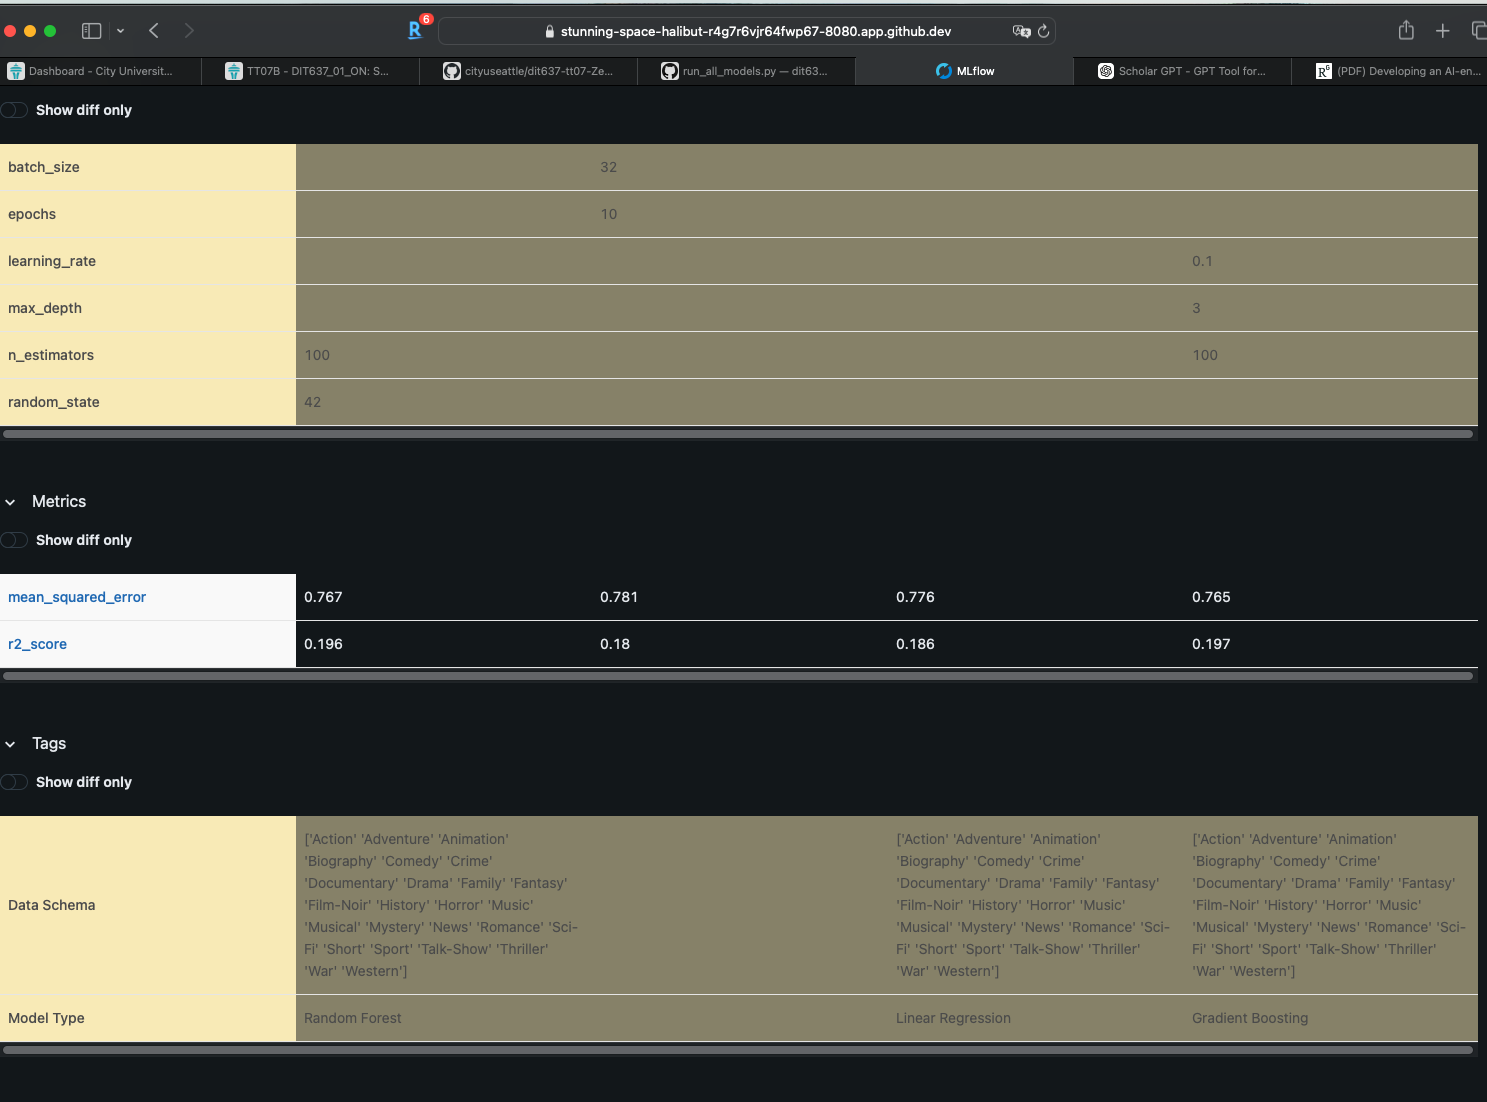 6
stunning-space-halibut-r4g7r6vjr64fwp67-8080.app.github.dev
Dashboard - City Universit...
TT07B - DIT637_01_ON: S...
cityuseattle/dit637-tt07-Ze...
run_all_models.py — dit63...
MLflow
Scholar GPT - GPT Tool for...
(PDF) Developing an AI-en...
Show diff only
batch_size 32
epochs 10
learning_rate 0.1
max_depth 3
n_estimators 100 100
random_state 42
Metrics
Show diff only
mean_squared_error 0.767 0.781 0.776 0.765
r2_score 0.196 0.18 0.186 0.197
Tags
Show diff only
Data Schema
['Action' 'Adventure' 'Animation'
'Biography' 'Comedy' 'Crime'
'Documentary' 'Drama' 'Family' 'Fantasy'
'Film-Noir' 'History' 'Horror' 'Music'
'Musical' 'Mystery' 'News' 'Romance' 'Sci-
Fi' 'Short' 'Sport' 'Talk-Show' 'Thriller'
'War' 'Western']
['Action' 'Adventure' 'Animation'
'Biography' 'Comedy' 'Crime'
'Documentary' 'Drama' 'Family' 'Fantasy'
'Film-Noir' 'History' 'Horror' 'Music'
'Musical' 'Mystery' 'News' 'Romance' 'Sci-
Fi' 'Short' 'Sport' 'Talk-Show' 'Thriller'
'War' 'Western']
['Action' 'Adventure' 'Animation'
'Biography' 'Comedy' 'Crime'
'Documentary' 'Drama' 'Family' 'Fantasy'
'Film-Noir' 'History' 'Horror' 'Music'
'Musical' 'Mystery' 'News' 'Romance' 'Sci-
Fi' 'Short' 'Sport' 'Talk-Show' 'Thriller'
'War' 'Western']
Model Type Random Forest Linear Regression Gradient Boosting